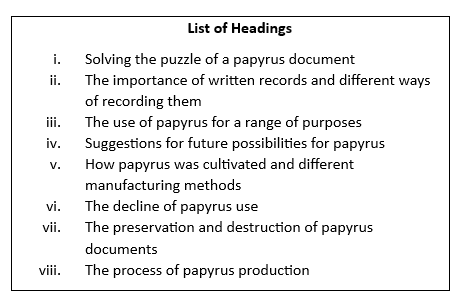 List of Headings
i. Solving the puzzle of a papyrus document
ii. The importance of written records and different ways
of recording them
iii. The use of papyrus for a range of purposes
iv. Suggestions for future possibilities for papyrus
v. How papyrus was cultivated and different
manufacturing methods
vi. The decline of papyrus use
vii. The preservation and destruction of papyrus
documents
viii. The process of papyrus production